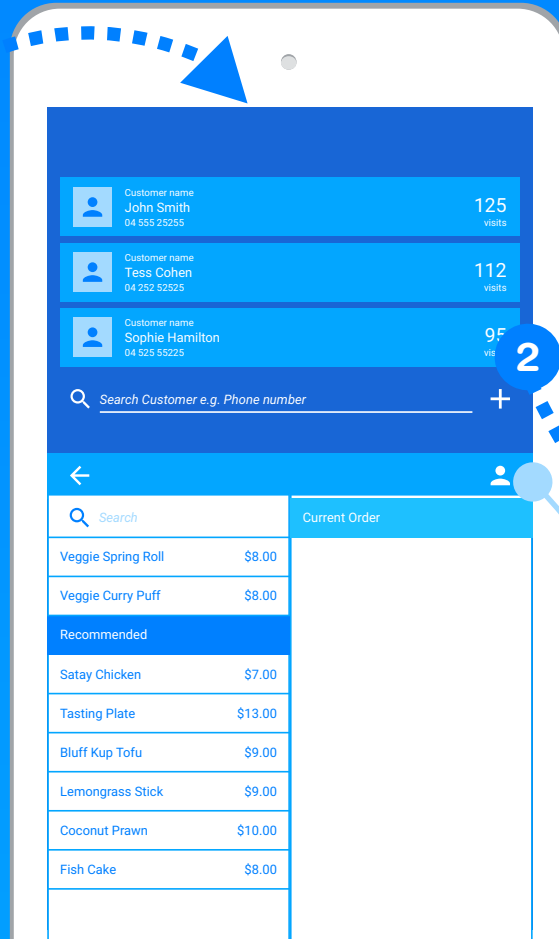 Customer name
John Smith
04 555 25255
125
visits
Customer name
Tess Cohen
04 252 52525
112
visits
Customer name
Sophie Hamilton
04 525 55225
95
2
Search Customer e.g. Phone number
Search
Current Order
Veggie Spring Roll $8.00
Veggie Curry Puff $8.00
Recommended
Satay Chicken $7.00
Tasting Plate $13.00
Bluff Kup Tofu $9.00
Lemongrass Stick $9.00
Coconut Prawn $10.00
Fish Cake $8.00